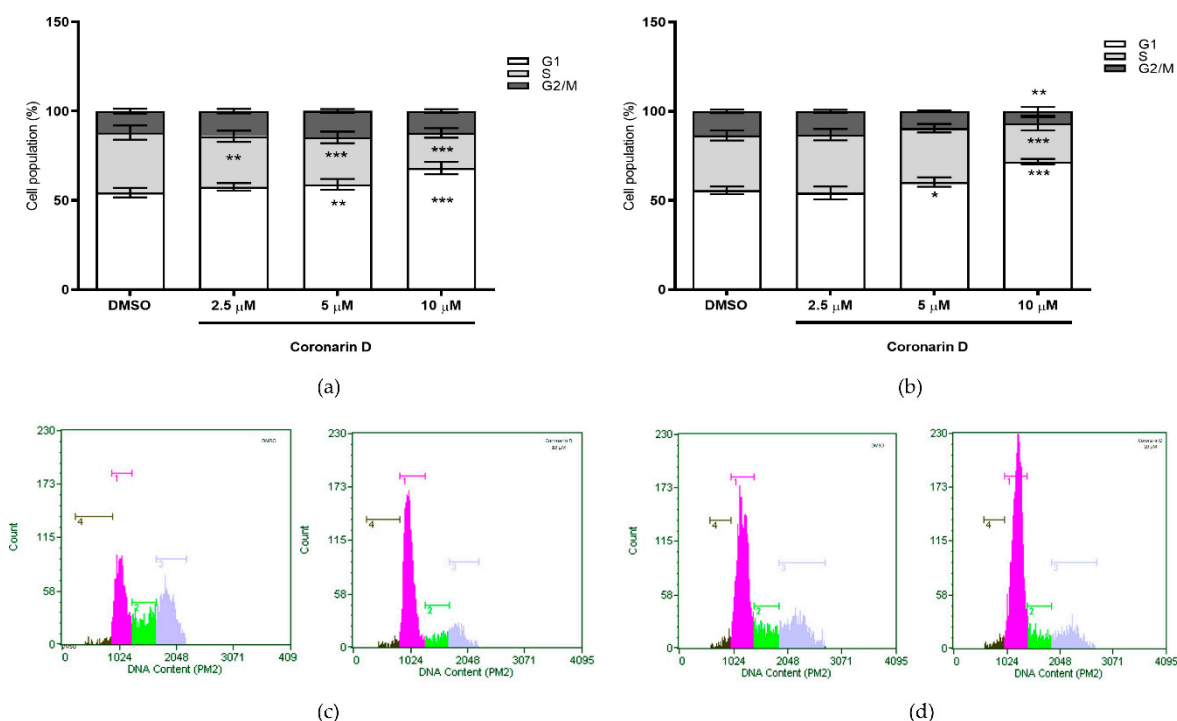 150
100
50
0
Cell population (%)
**
***
***
**
***
G1
S
G2/M
DMSO
2.5 μM
5 μM
10 μM
Coronarin D
(a)
150
100
50
0
Cell population (%)
**
***
***
*
G1
S
G2/M
DMSO
2.5 μM
5 μM
10 μM
Coronarin D
(b)
230
173
115
58
0
Count
DMSO
1
4
3
2
DMSO
0 1024 2048 3071 409
DNA Content (PM2)
230
173
115
58
0
Coronarin D
10 μM
1
4
3
2
0 1024 2048 3071 4095
DNA Content (PM2)
(c)
230
173
115
58
0
Count
DMSO
1
4
3
2
0 1024 2048 3071 4095
DNA Content (PM2)
230
173
115
58
0
Coronarin D
10 μM
1
4
3
2
0 1024 2048 3071 4095
DNA Content (PM2)
(d)